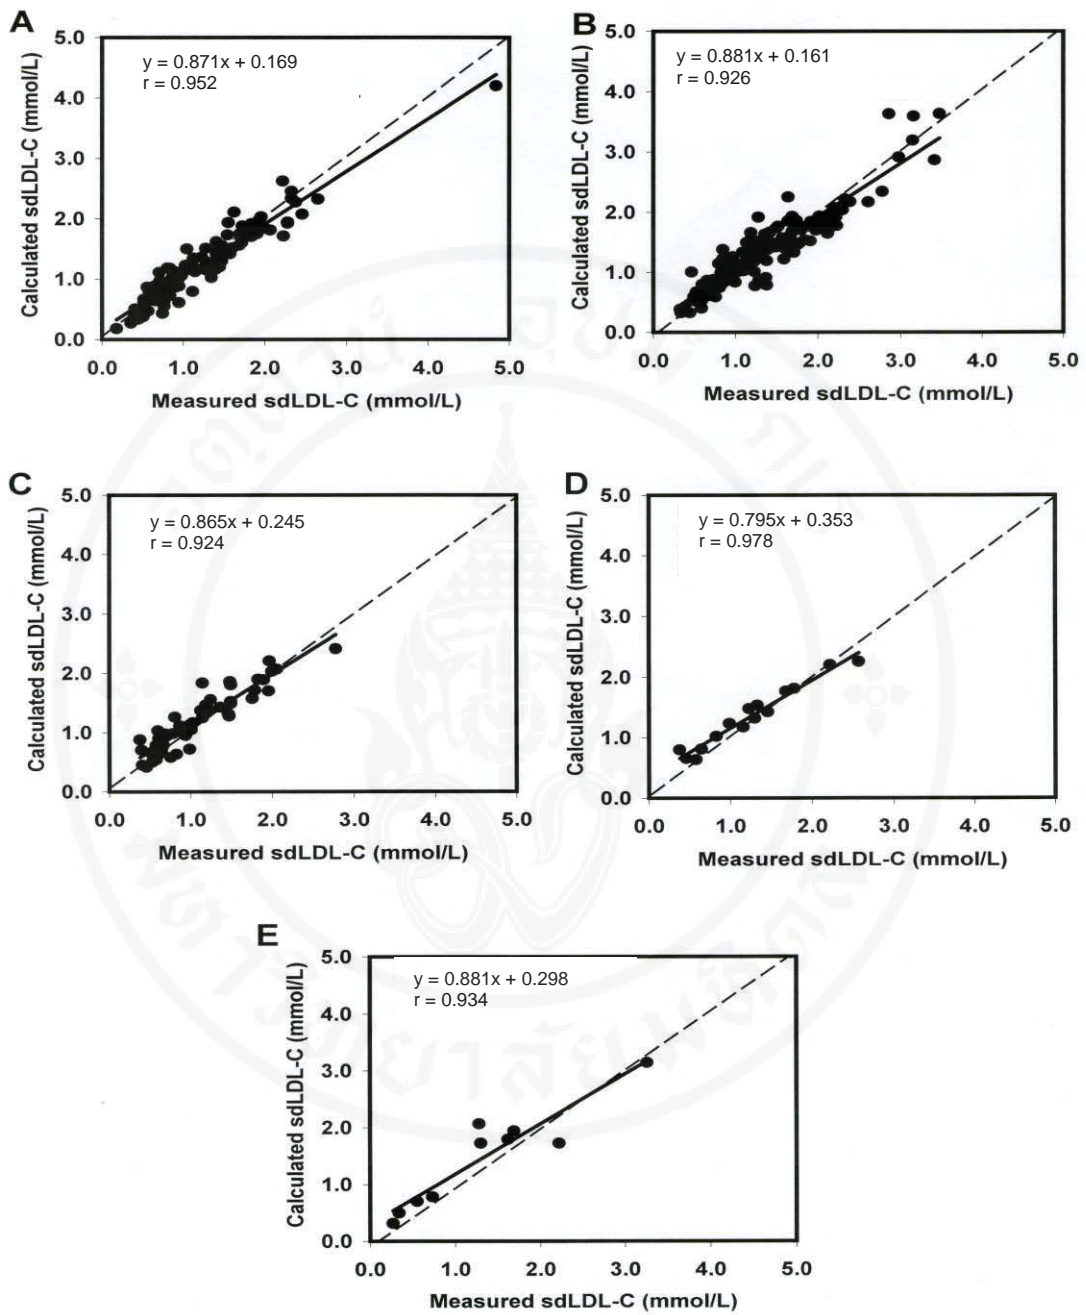 A
5.0
4.0
3.0
2.0
1.0
0.0
Calculated sdLDL-C (mmol/L)
y = 0.871x + 0.169
r = 0.952
0.0 1.0 2.0 3.0 4.0 5.0
Measured sdLDL-C (mmol/L)
B
5.0
4.0
3.0
2.0
1.0
0.0
Calculated sdLDL-C (mmol/L)
y = 0.881x + 0.161
r = 0.926
0.0 1.0 2.0 3.0 4.0 5.0
Measured sdLDL-C (mmol/L)
C
5.0
4.0
3.0
2.0
1.0
0.0
Calculated sdLDL-C (mmol/L)
y = 0.865x + 0.245
r = 0.924
0.0 1.0 2.0 3.0 4.0 5.0
Measured sdLDL-C (mmol/L)
D
5.0
4.0
3.0
2.0
1.0
0.0
Calculated sdLDL-C (mmol/L)
y = 0.795x + 0.353
r = 0.978
0.0 1.0 2.0 3.0 4.0 5.0
Measured sdLDL-C (mmol/L)
E
5.0
4.0
3.0
2.0
1.0
0.0
Calculated sdLDL-C (mmol/L)
y = 0.881x + 0.298
r = 0.934
0.0 1.0 2.0 3.0 4.0 5.0
Measured sdLDL-C (mmol/L)